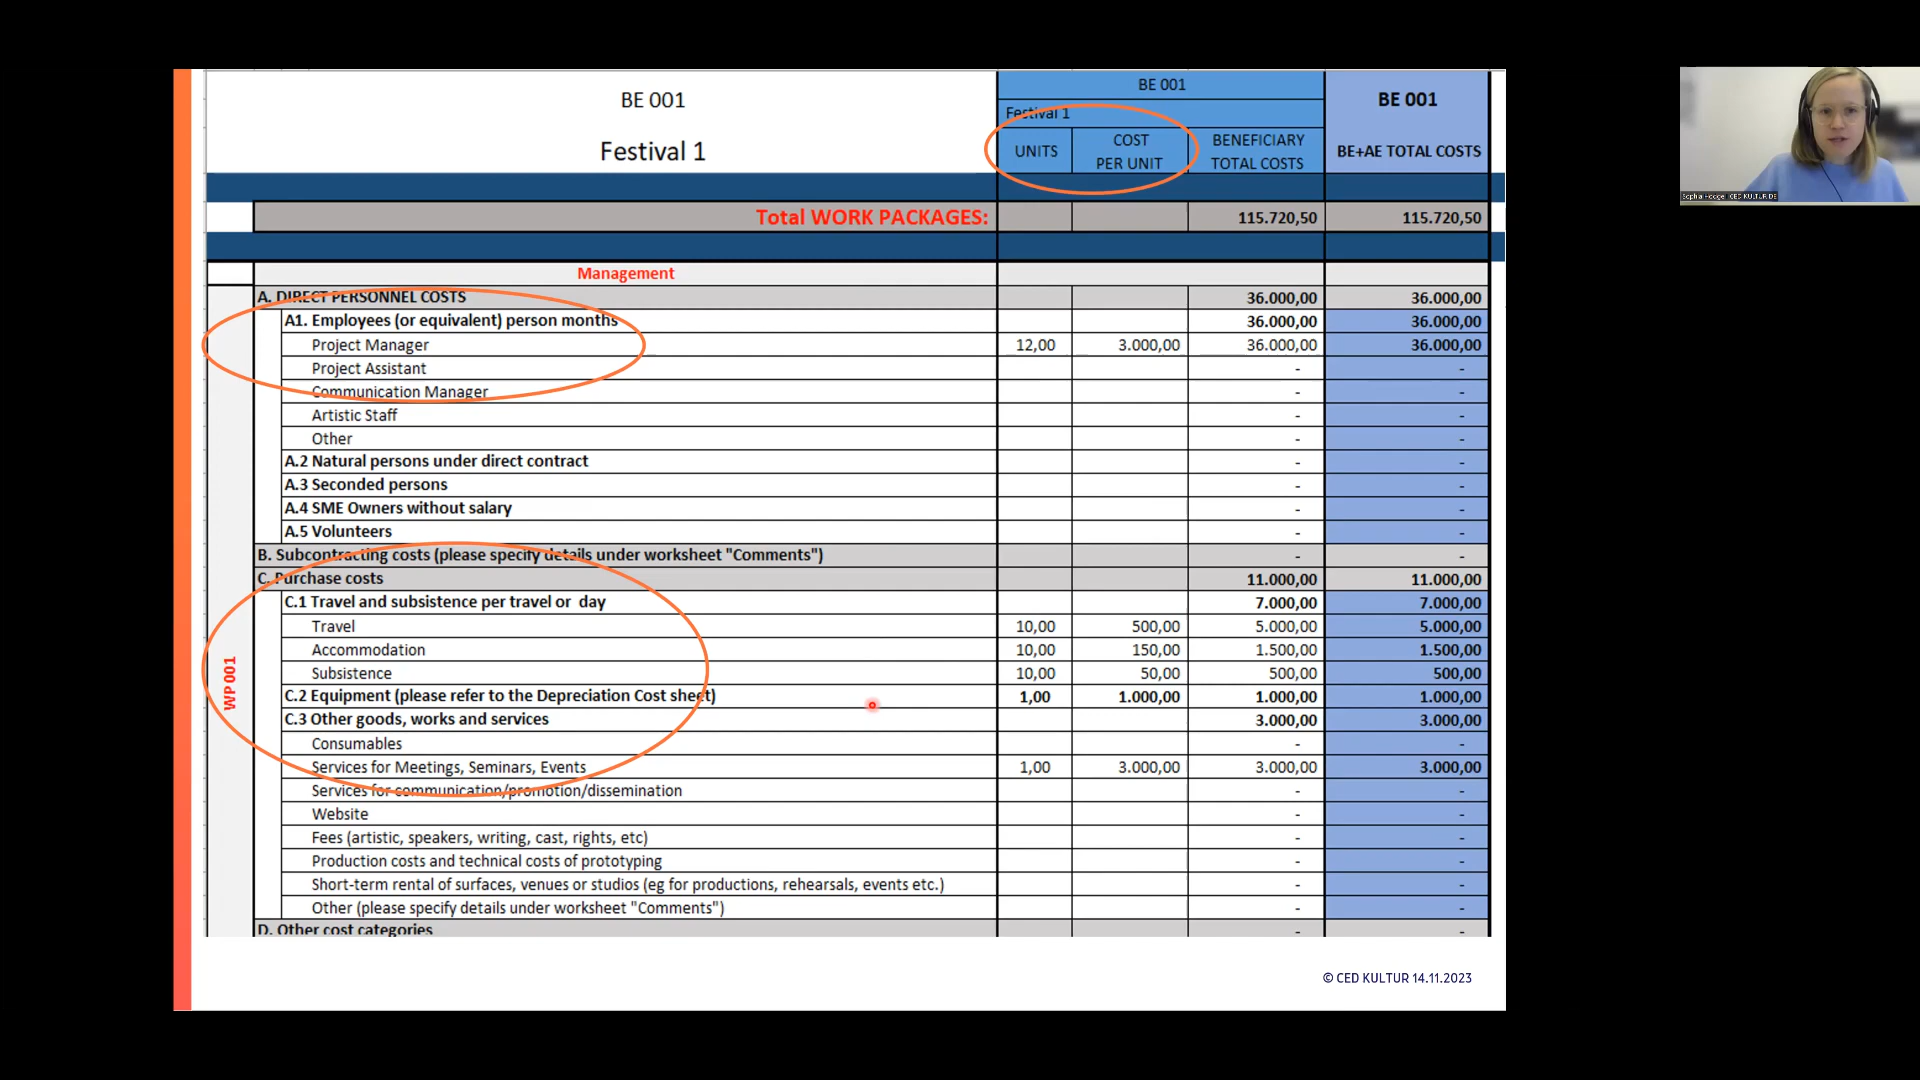 BE 001
Festival 1
BE 001
Festival 1
UNITS
COST PER UNIT
BENEFICIARY TOTAL COSTS
BE 001
BE+AE TOTAL COSTS
Total WORK PACKAGES: 115.720,50 115.720,50
Management
WP 001
A. DIRECT PERSONNEL COSTS 36.000,00 36.000,00
A1. Employees (or equivalent) person months 36.000,00 36.000,00
Project Manager 12,00 3.000,00 36.000,00 36.000,00
Project Assistant - -
Communication Manager - -
Artistic Staff - -
Other - -
A.2 Natural persons under direct contract - -
A.3 Seconded persons - -
A.4 SME Owners without salary - -
A.5 Volunteers - -
B. Subcontracting costs (please specify details under worksheet "Comments") - -
C. Purchase costs 11.000,00 11.000,00
C.1 Travel and subsistence per travel or day 7.000,00 7.000,00
Travel 10,00 500,00 5.000,00 5.000,00
Accommodation 10,00 150,00 1.500,00 1.500,00
Subsistence 10,00 50,00 500,00 500,00
C.2 Equipment (please refer to the Depreciation Cost sheet) 1,00 1.000,00 1.000,00 1.000,00
C.3 Other goods, works and services 3.000,00 3.000,00
Consumables - -
Services for Meetings, Seminars, Events 1,00 3.000,00 3.000,00 3.000,00
Services for communication/promotion/dissemination - -
Website - -
Fees (artistic, speakers, writing, cast, rights, etc) - -
Production costs and technical costs of prototyping - -
Short-term rental of surfaces, venues or studios (eg for productions, rehearsals, events etc.) - -
Other (please specify details under worksheet "Comments") - -
D. Other cost categories - -
© CED KULTUR 14.11.2023
CED KULTUR DE